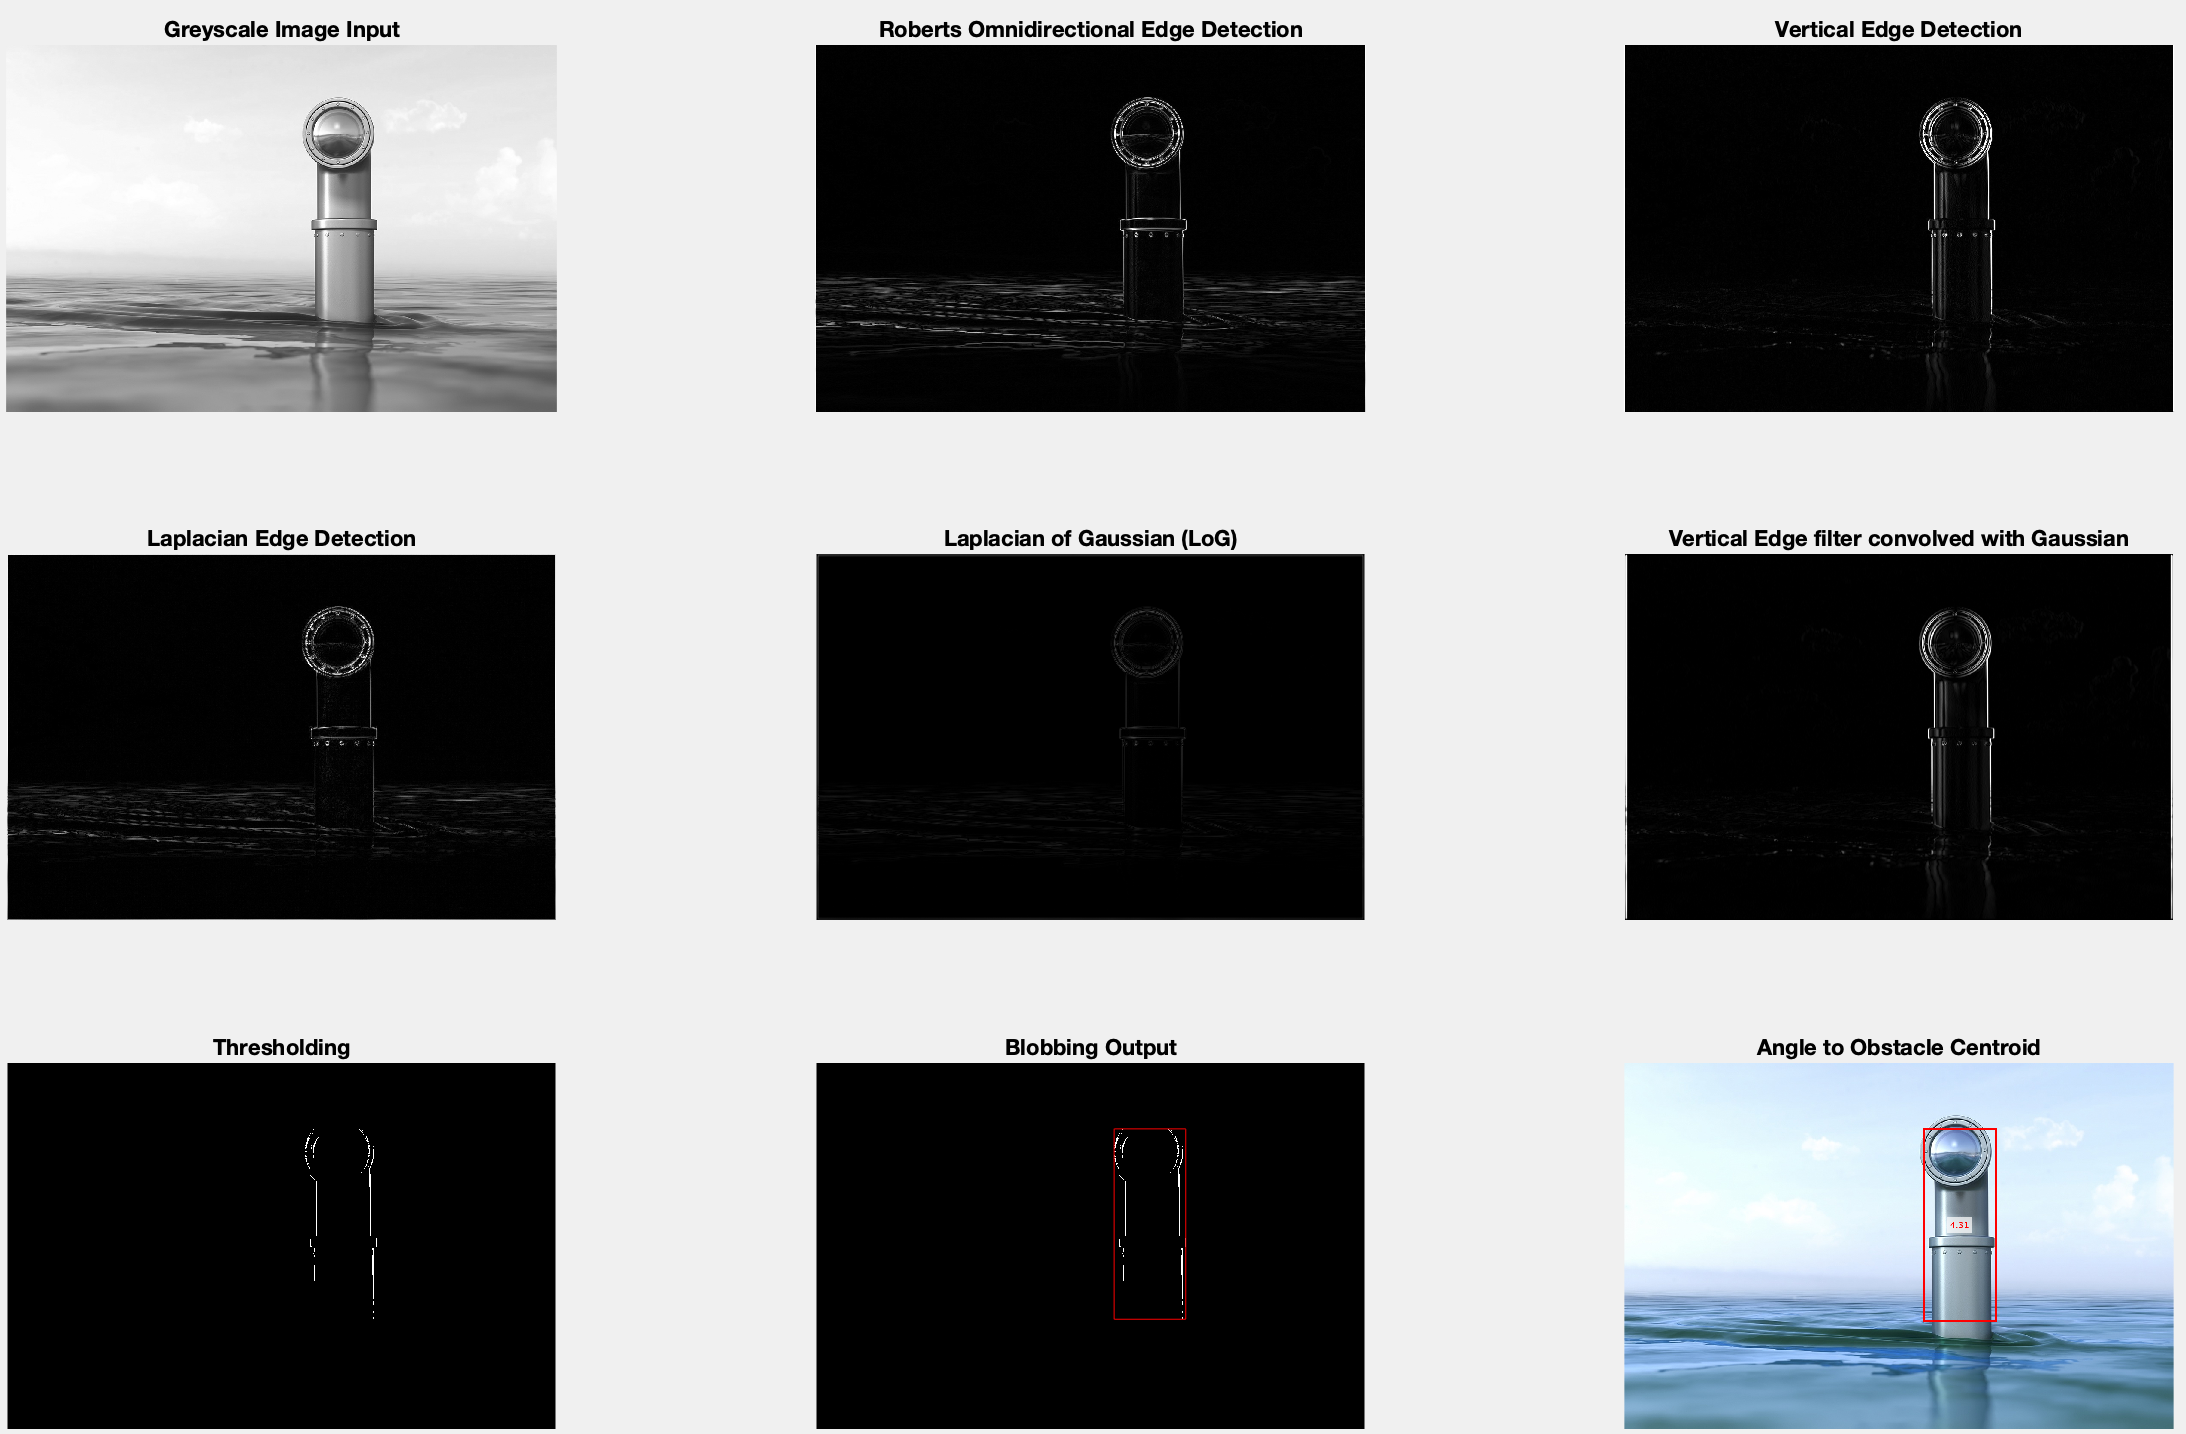 Greyscale Image Input
Roberts Omnidirectional Edge Detection
Vertical Edge Detection
Laplacian Edge Detection
Laplacian of Gaussian (LoG)
Vertical Edge filter convolved with Gaussian
Thresholding
Blobbing Output
Angle to Obstacle Centroid
4.31